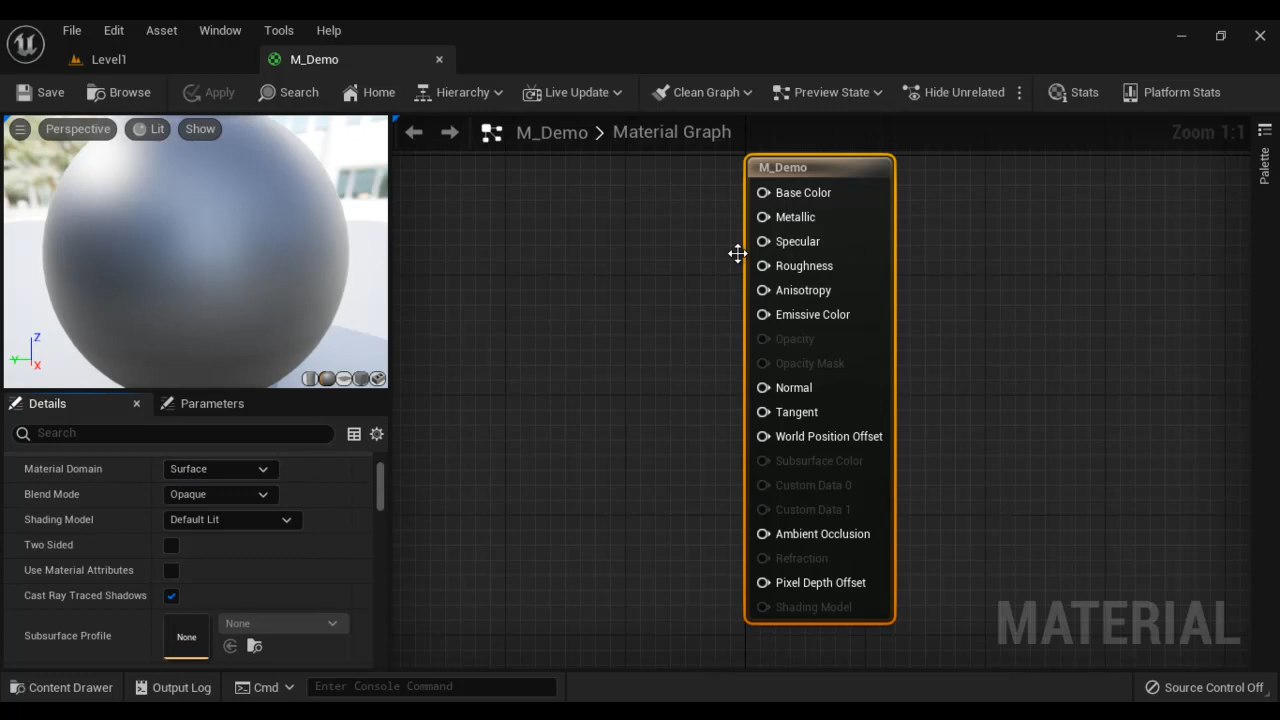 File Edit Asset Window Tools Help
Level1 M_Demo
Save Browse Apply Search Home Hierarchy Live Update Clean Graph Preview State Hide Unrelated Stats Platform Stats
Perspective Lit Show
M_Demo > Material Graph Zoom 1:1
Palette
M_Demo
Base Color
Metallic
Specular
Roughness
Anisotropy
Emissive Color
Opacity
Opacity Mask
Normal
Tangent
World Position Offset
Subsurface Color
Custom Data 0
Custom Data 1
Ambient Occlusion
Refraction
Pixel Depth Offset
Shading Model
MATERIAL
Z
Y
X
Details Parameters
Search
Material Domain Surface
Blend Mode Opaque
Shading Model Default Lit
Two Sided
Use Material Attributes
Cast Ray Traced Shadows
Subsurface Profile None None
Content Drawer Output Log Cmd Enter Console Command Source Control Off